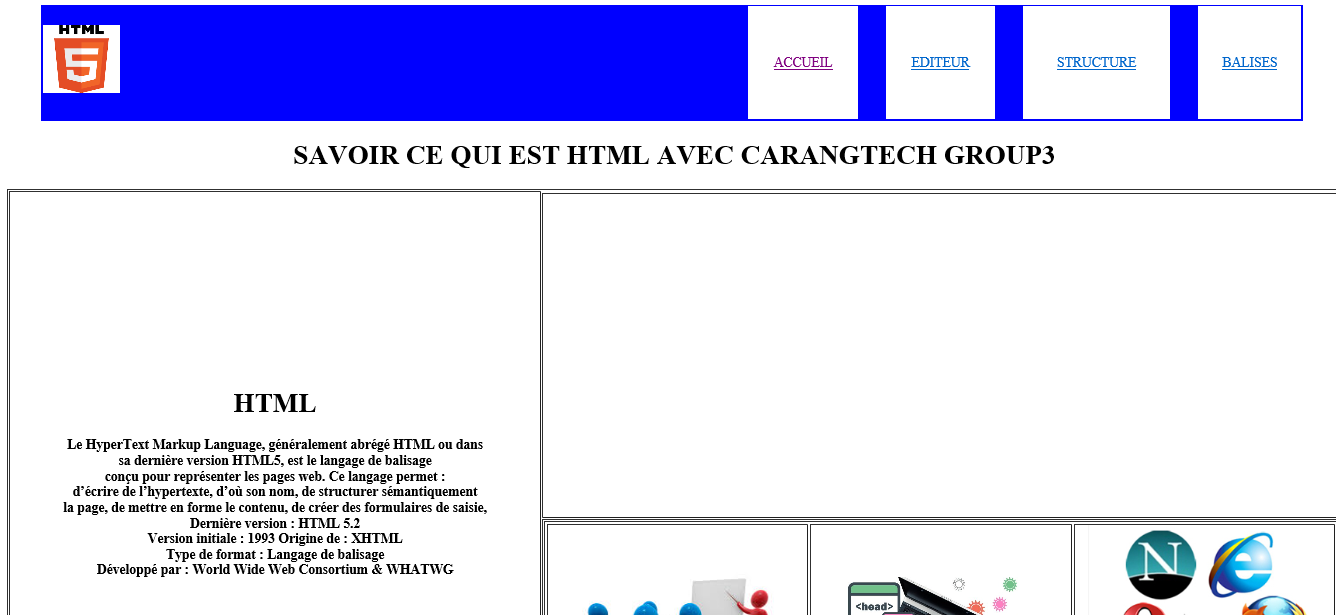 HTML
5
ACCUEIL
EDITEUR
STRUCTURE
BALISES
SAVOIR CE QUI EST HTML AVEC CARANGTECH GROUP3
HTML
Le HyperText Markup Language, généralement abrégé HTML ou dans
sa dernière version HTML5, est le langage de balisage
conçu pour représenter les pages web. Ce langage permet :
d’écrire de l’hypertexte, d’où son nom, de structurer sémantiquement
la page, de mettre en forme le contenu, de créer des formulaires de saisie,
Dernière version : HTML 5.2
Version initiale : 1993 Origine de : XHTML
Type de format : Langage de balisage
Développé par : World Wide Web Consortium & WHATWG
<head>
N